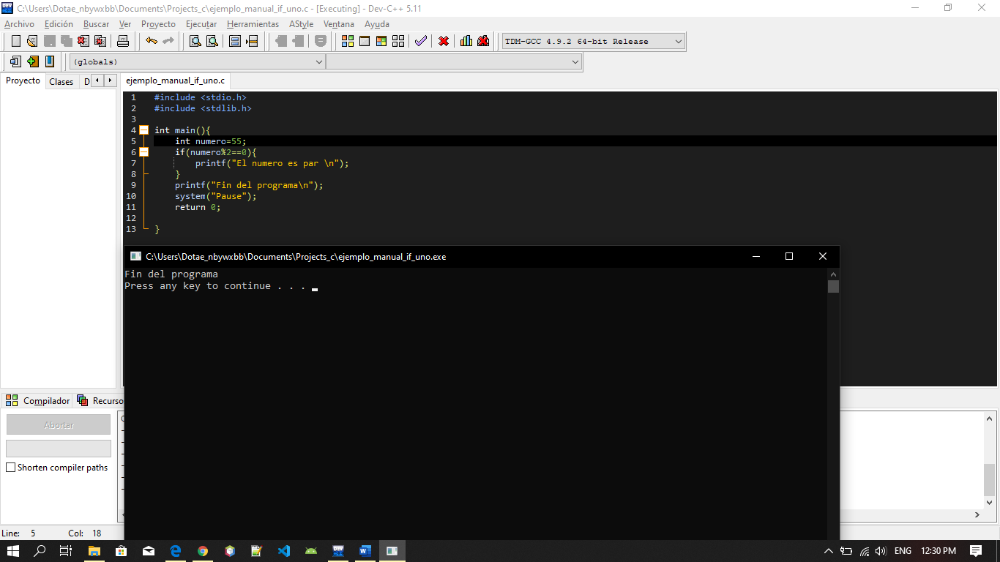 C:\Users\Dotae_nbywxbb\Documents\Projects_c\ejemplo_manual_if_uno.c - [Executing] - Dev-C++ 5.11
Archivo Edición Buscar Ver Proyecto Ejecutar Herramientas AStyle Ventana Ayuda
TDM-GCC 4.9.2 64-bit Release
(globals)
Proyecto Clases D
ejemplo_manual_if_uno.c
1 #include <stdio.h>
2 #include <stdlib.h>
3
4 int main(){
5 int numero=55;
6 if(numero%2==0){
7 printf("El numero es par \n");
8 }
9 printf("Fin del programa\n");
10 system("Pause");
11 return 0;
12
13 }
C:\Users\Dotae_nbywxbb\Documents\Projects_c\ejemplo_manual_if_uno.exe
Fin del programa
Press any key to continue . . .
Compilador Recurso
Abortar
Shorten compiler paths
Line: 5 Col: 18
ENG 12:30 PM